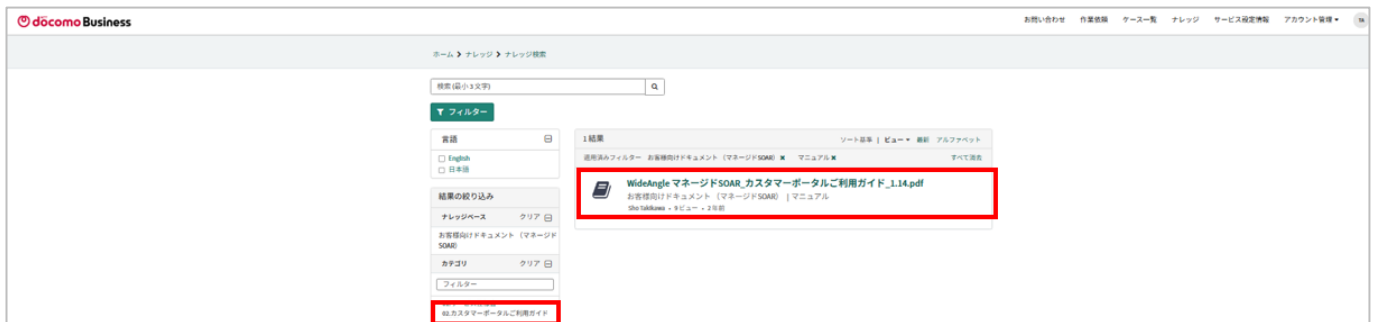 döcomo Business
お問い合わせ 作業依頼 ケース一覧 ナレッジ サービス設定情報 アカウント管理 TA
ホーム > ナレッジ > ナレッジ検索
検索 (最小 3 文字)
フィルター
言語
English
日本語
1 結果
ソート基準 | ビュー 最新 アルファベット
適用済みフィルター お客様向けドキュメント (マネージドSOAR) × マニュアル ×
すべて消去
WideAngle マネージドSOAR_カスタマーポータルご利用ガイド_1.14.pdf
お客様向けドキュメント (マネージドSOAR) | マニュアル
Sho Takikawa • 9 ビュー • 2 年前
結果の絞り込み
ナレッジベース クリア
お客様向けドキュメント (マネージド
SOAR)
カテゴリ クリア
フィルター
02.カスタマーポータルご利用ガイド